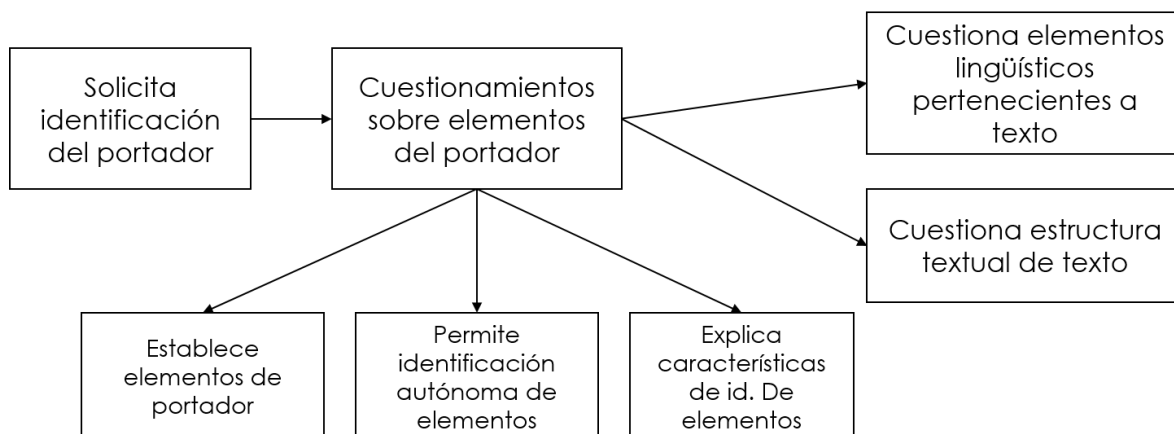 Solicita
identificación
del portador
Cuestionamientos
sobre elementos
del portador
Cuestiona elementos
lingüísticos
pertenecientes a
texto
Cuestiona estructura
textual de texto
Establece
elementos de
portador
Permite
identificación
autónoma de
elementos
Explica
características
de id. De
elementos